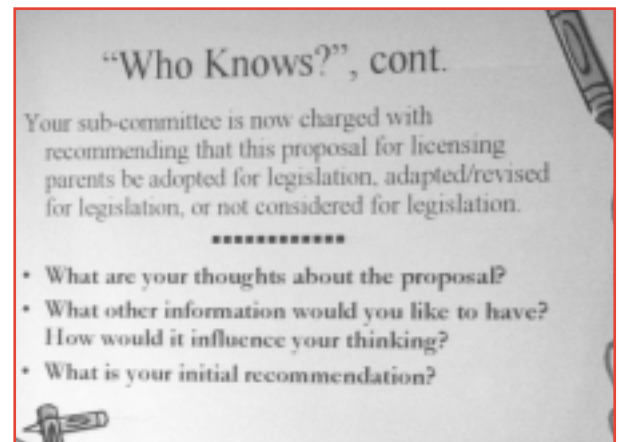 “Who Knows?”, cont.
Your sub-committee is now charged with
recommending that this proposal for licensing
parents be adopted for legislation, adapted/revised
for legislation, or not considered for legislation.
• What are your thoughts about the proposal?
• What other information would you like to have?
How would it influence your thinking?
• What is your initial recommendation?